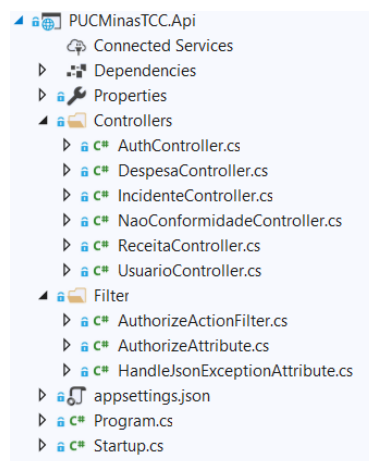 PUCMinasTCC.Api
Connected Services
Dependencies
Properties
Controllers
C# AuthController.cs
C# DespesaController.cs
C# IncidenteController.cs
C# NaoConformidadeController.cs
C# ReceitaController.cs
C# UsuarioController.cs
Filter
C# AuthorizeActionFilter.cs
C# AuthorizeAttribute.cs
C# HandleJsonExceptionAttribute.cs
appsettings.json
C# Program.cs
C# Startup.cs